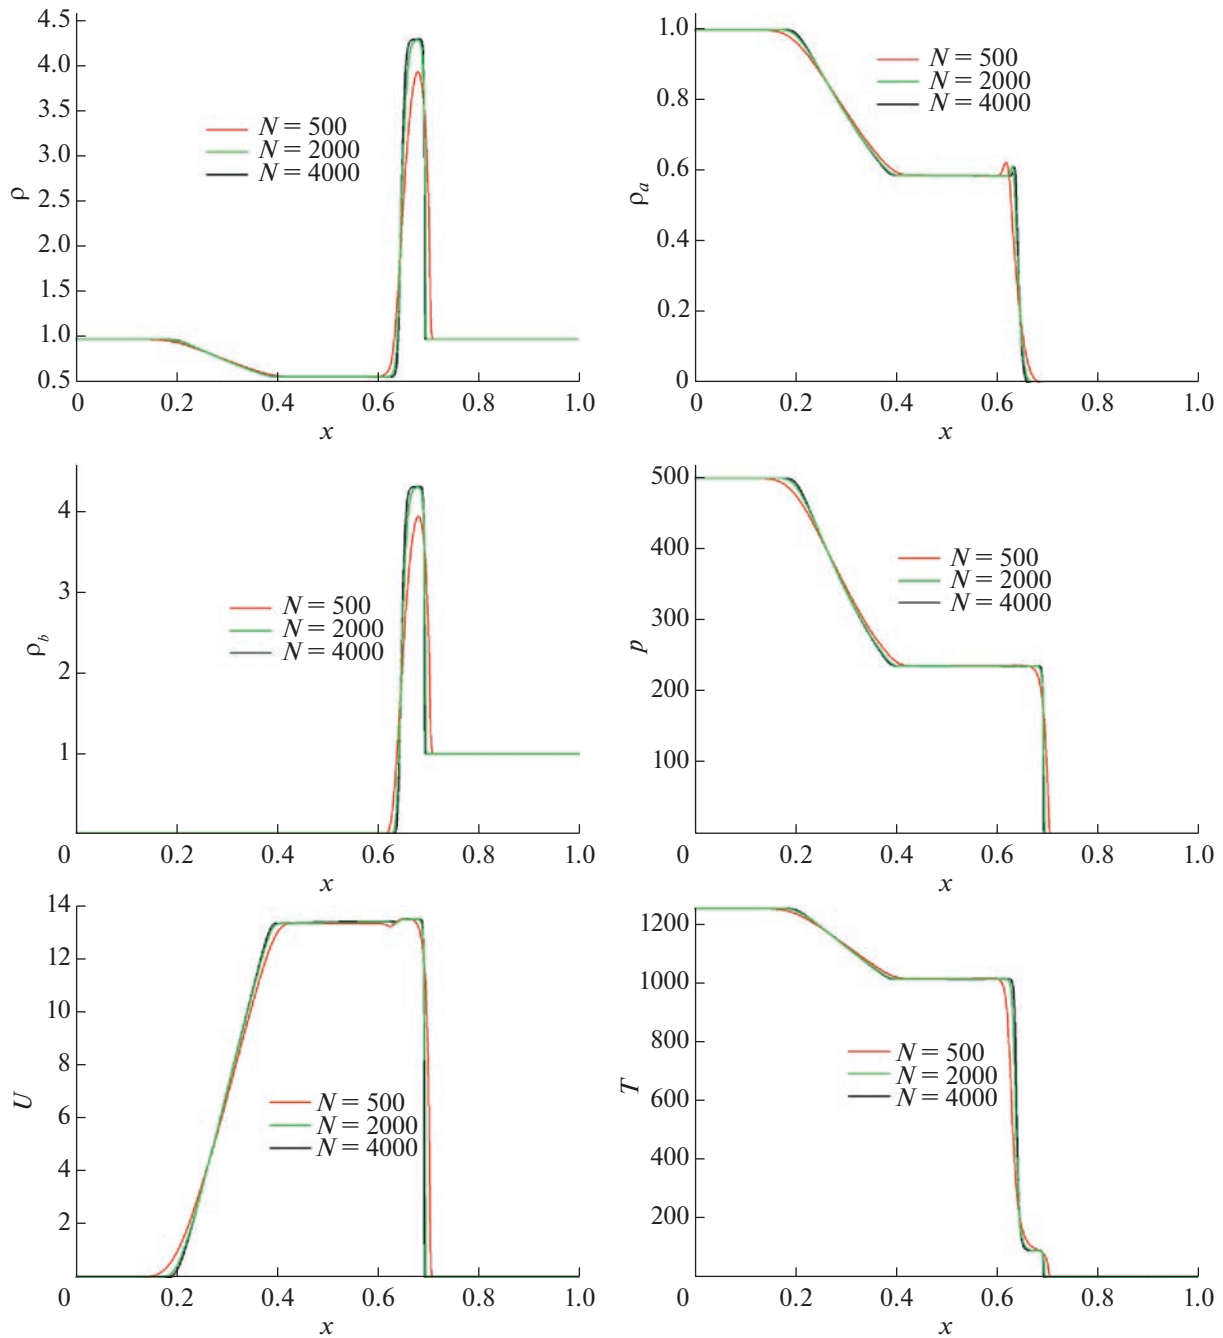 4.5
4.0
3.5
3.0
2.5
2.0
1.5
1.0
0.5
ρ
N = 500
N = 2000
N = 4000
0 0.2 0.4 0.6 0.8 1.0
x
1.0
0.8
0.6
0.4
0.2
0
ρa
N = 500
N = 2000
N = 4000
0 0.2 0.4 0.6 0.8 1.0
x
4
3
2
1
ρb
N = 500
N = 2000
N = 4000
0 0.2 0.4 0.6 0.8 1.0
x
500
400
300
200
100
p
N = 500
N = 2000
N = 4000
0 0.2 0.4 0.6 0.8 1.0
x
14
12
10
8
6
4
2
U
N = 500
N = 2000
N = 4000
0 0.2 0.4 0.6 0.8 1.0
x
1200
1000
800
600
400
200
T
N = 500
N = 2000
N = 4000
0 0.2 0.4 0.6 0.8 1.0
x